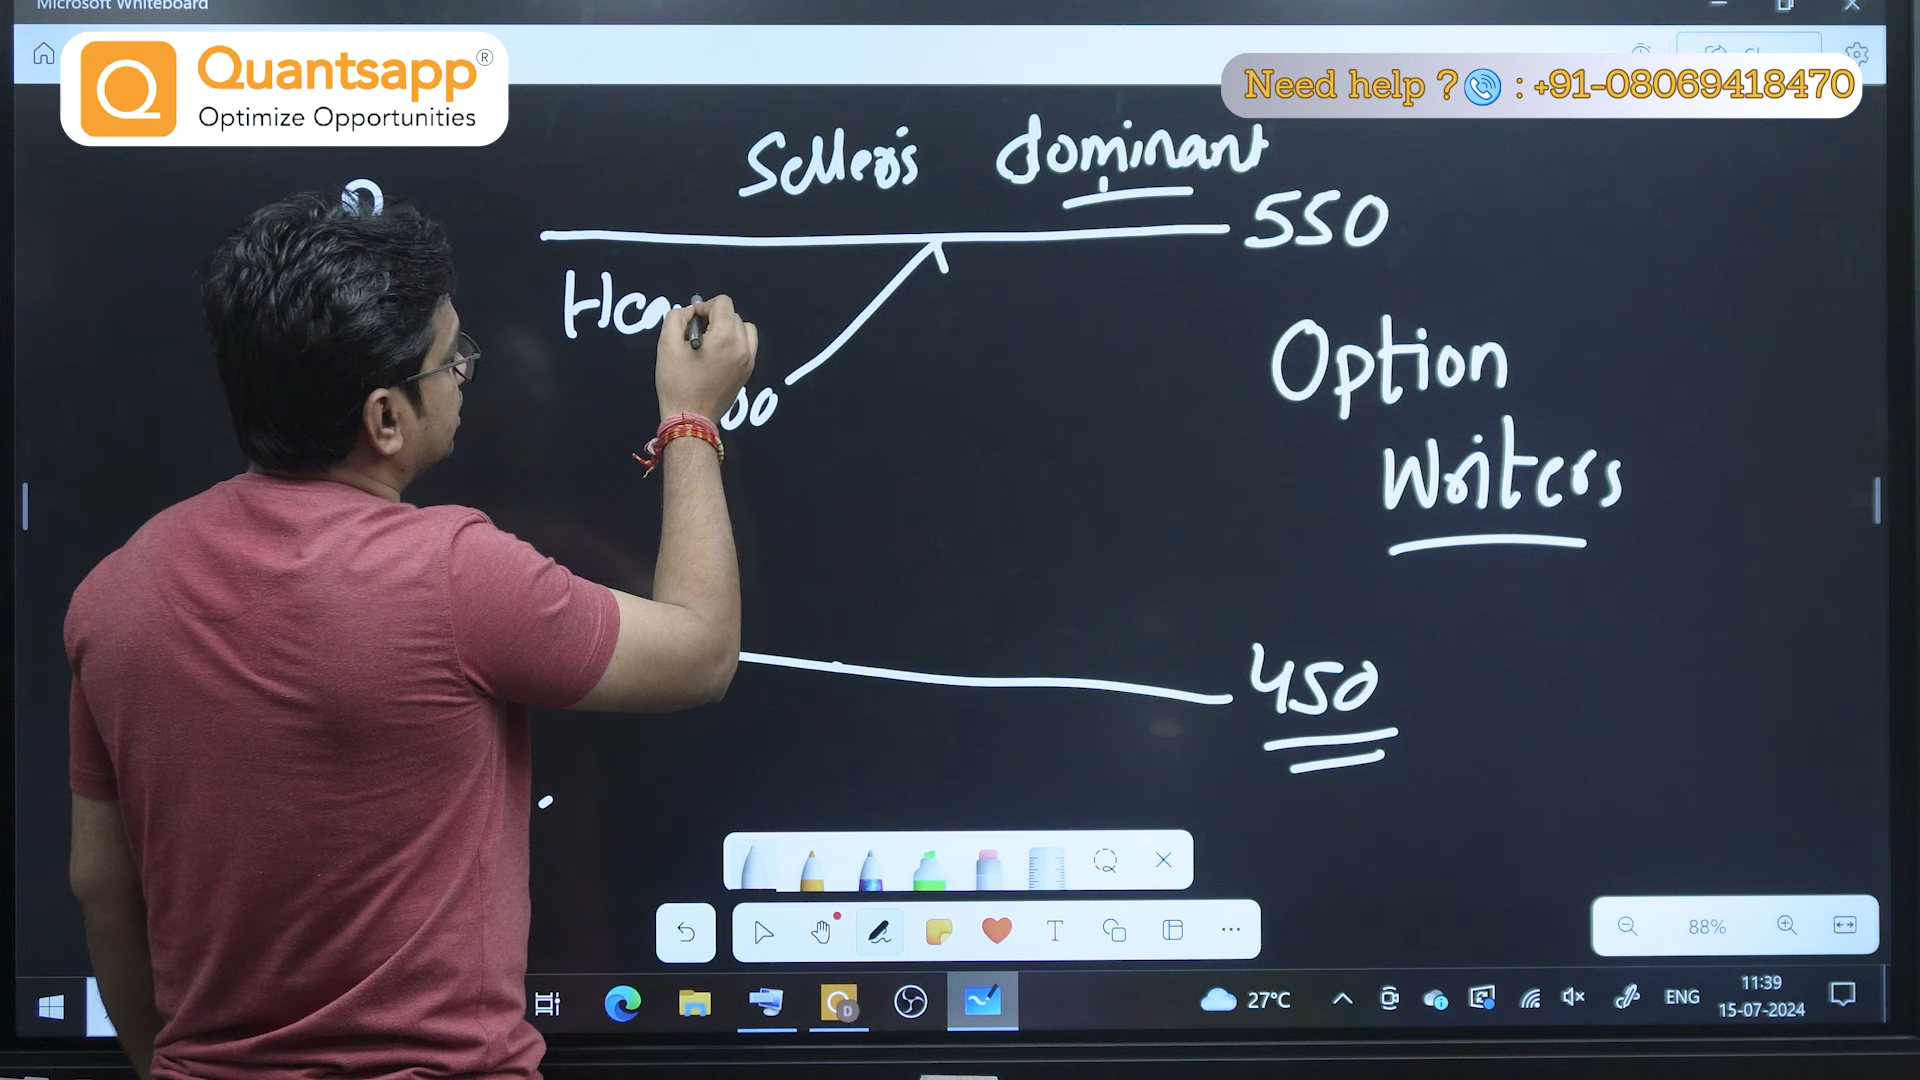 Microsoft Whiteboard
Quantsapp®
Optimize Opportunities
Need help ? : +91-08069418470
Sellers dominant
550
Option
Writers
450
88%
27°C
ENG
11:39
15-07-2024